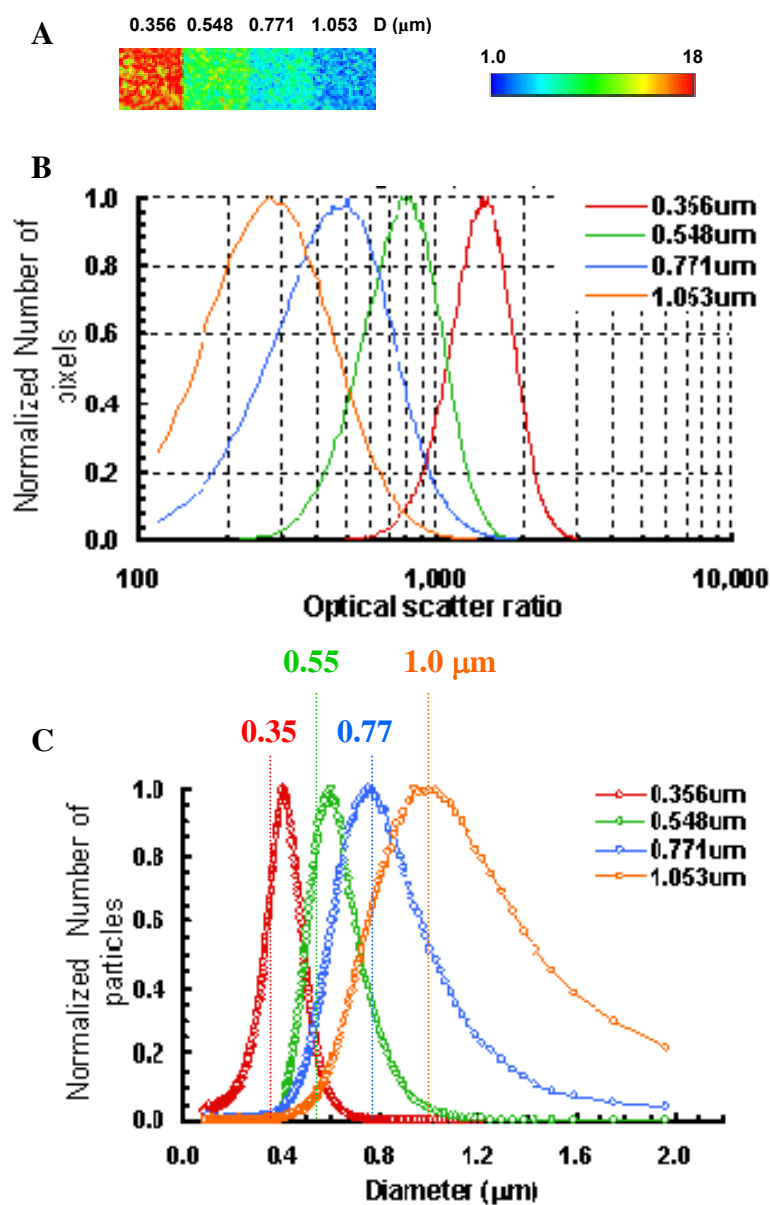 A
0.356 0.548 0.771 1.053 D (μm)
1.0 18
B
Normalized Number of
pixels
1.0
0.8
0.6
0.4
0.2
0.0
0.356um
0.548um
0.771um
1.053um
100 1,000 10,000
Optical scatter ratio
0.55 1.0 μm
0.35 0.77
C
Normalized Number of
particles
1.0
0.8
0.6
0.4
0.2
0.0
0.356um
0.548um
0.771um
1.053um
0.0 0.4 0.8 1.2 1.6 2.0
Diameter (μm)